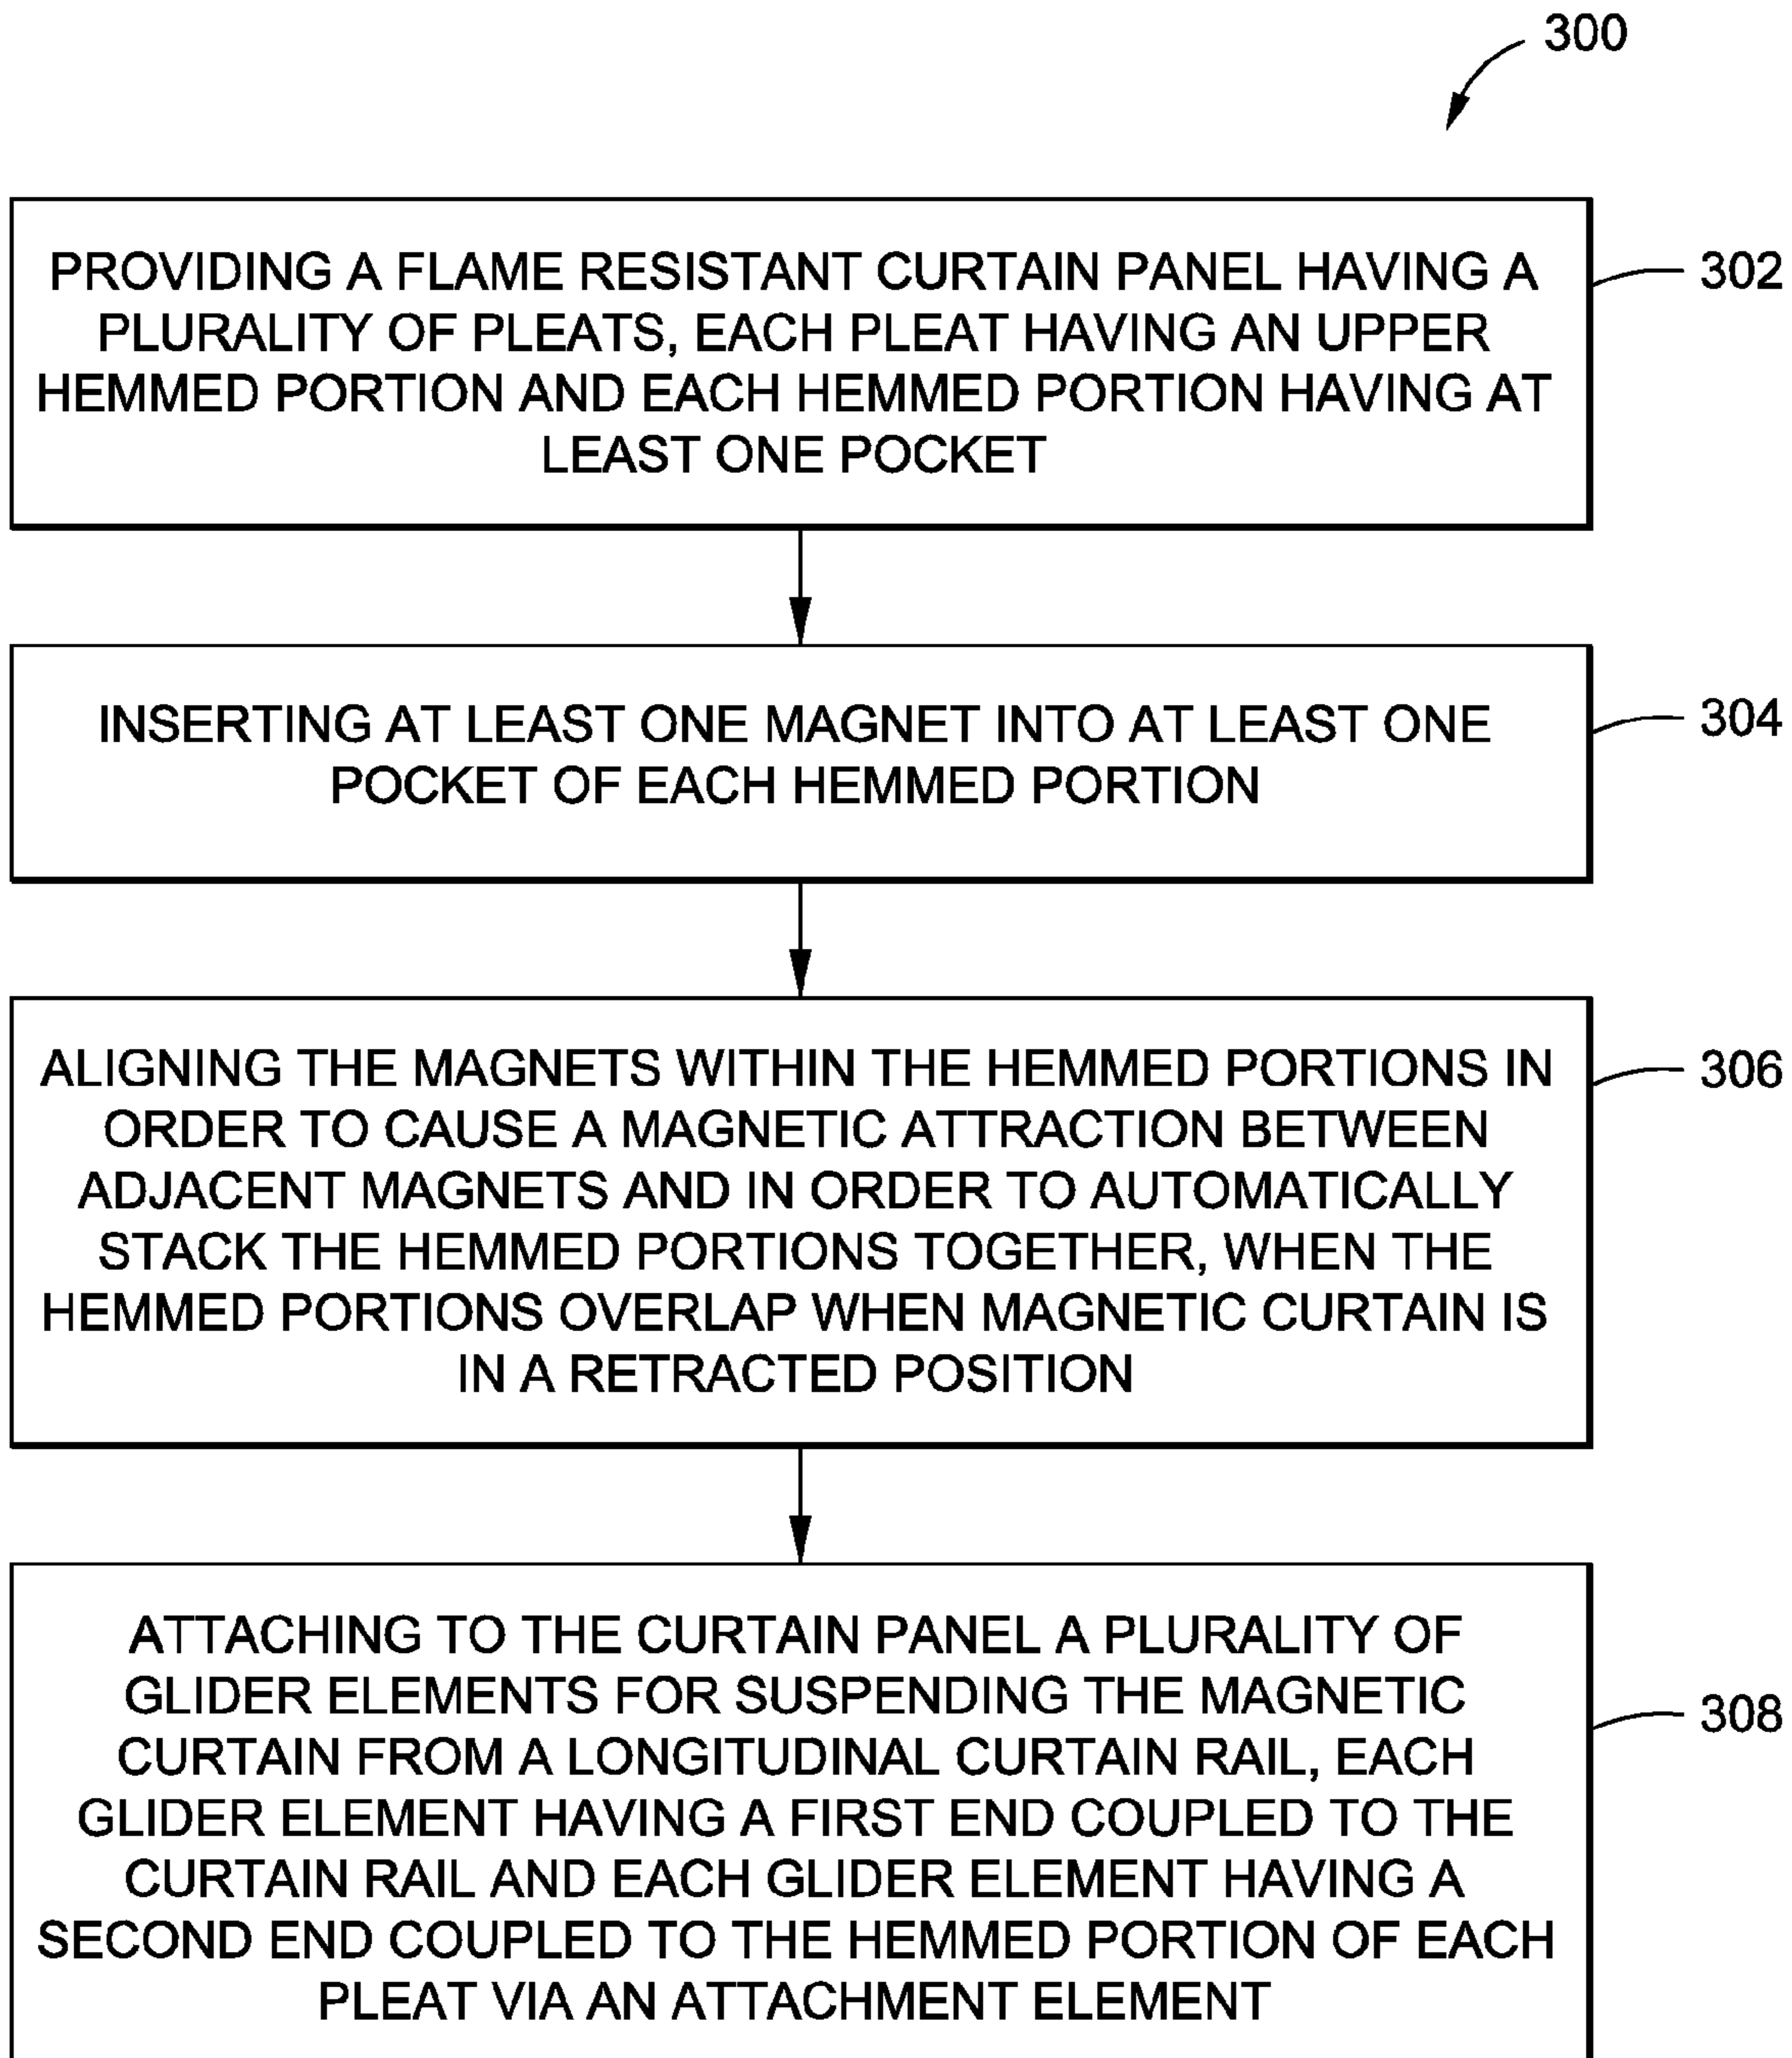 300
PROVIDING A FLAME RESISTANT CURTAIN PANEL HAVING A
PLURALITY OF PLEATS, EACH PLEAT HAVING AN UPPER
HEMMED PORTION AND EACH HEMMED PORTION HAVING AT
LEAST ONE POCKET
302
INSERTING AT LEAST ONE MAGNET INTO AT LEAST ONE
POCKET OF EACH HEMMED PORTION
304
ALIGNING THE MAGNETS WITHIN THE HEMMED PORTIONS IN
ORDER TO CAUSE A MAGNETIC ATTRACTION BETWEEN
ADJACENT MAGNETS AND IN ORDER TO AUTOMATICALLY
STACK THE HEMMED PORTIONS TOGETHER, WHEN THE
HEMMED PORTIONS OVERLAP WHEN MAGNETIC CURTAIN IS
IN A RETRACTED POSITION
306
ATTACHING TO THE CURTAIN PANEL A PLURALITY OF
GLIDER ELEMENTS FOR SUSPENDING THE MAGNETIC
CURTAIN FROM A LONGITUDINAL CURTAIN RAIL, EACH
GLIDER ELEMENT HAVING A FIRST END COUPLED TO THE
CURTAIN RAIL AND EACH GLIDER ELEMENT HAVING A
SECOND END COUPLED TO THE HEMMED PORTION OF EACH
PLEAT VIA AN ATTACHMENT ELEMENT
308